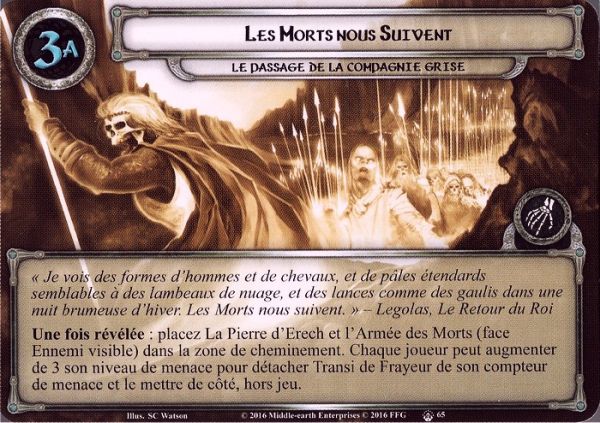 3A
LES MORTS NOUS SUIVENT
LE PASSAGE DE LA COMPAGNIE GRISE
« Je vois des formes d'hommes et de chevaux, et de pâles étendards
semblables à des lambeaux de nuage, et des lances comme des gaulis dans une
nuit brumeuse d'hiver. Les Morts nous suivent. » – Legolas, Le Retour du Roi
Une fois révélée : placez La Pierre d'Erech et l'Armée des Morts (face
Ennemi visible) dans la zone de cheminement. Chaque joueur peut augmenter
de 3 son niveau de menace pour détacher Transi de Frayeur de son compteur
de menace et le mettre de côté, hors jeu.
Illus. SC Watson © 2016 Middle-earth Enterprises © 2016 FFG 65